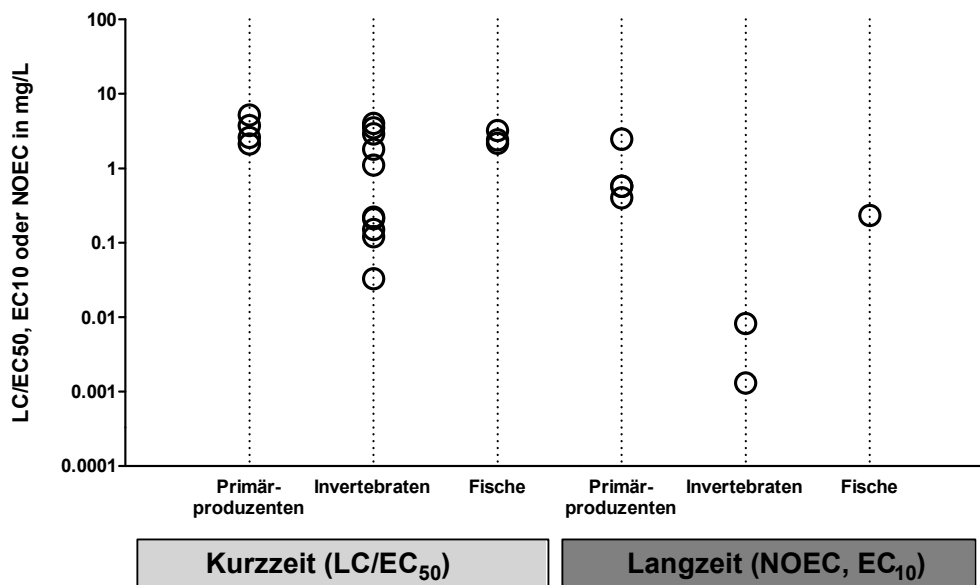 LC/EC50, EC10 oder NOEC in mg/L
100
10
1
0.1
0.01
0.001
0.0001
Primär-
produzenten
Invertebraten
Fische
Primär-
produzenten
Invertebraten
Fische
Kurzzeit (LC/EC50)
Langzeit (NOEC, EC10)